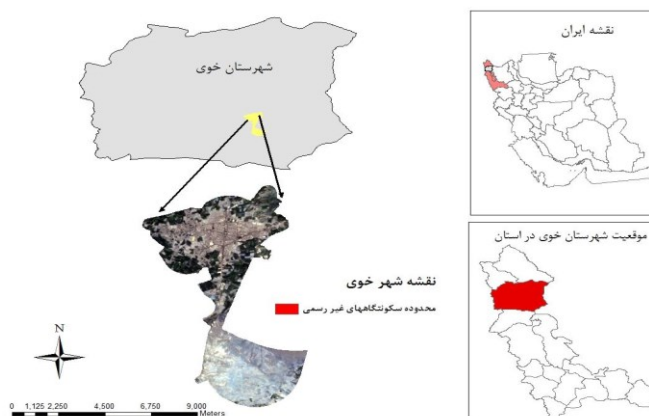 شهرستان خوی
نقشه ایران
موقعیت شهرستان خوی در استان
نقشه شهر خوی
محدوده سکونتگاههای غیر رسمی
N
0 1,125 2,250 4,500 6,750 9,000
Meters